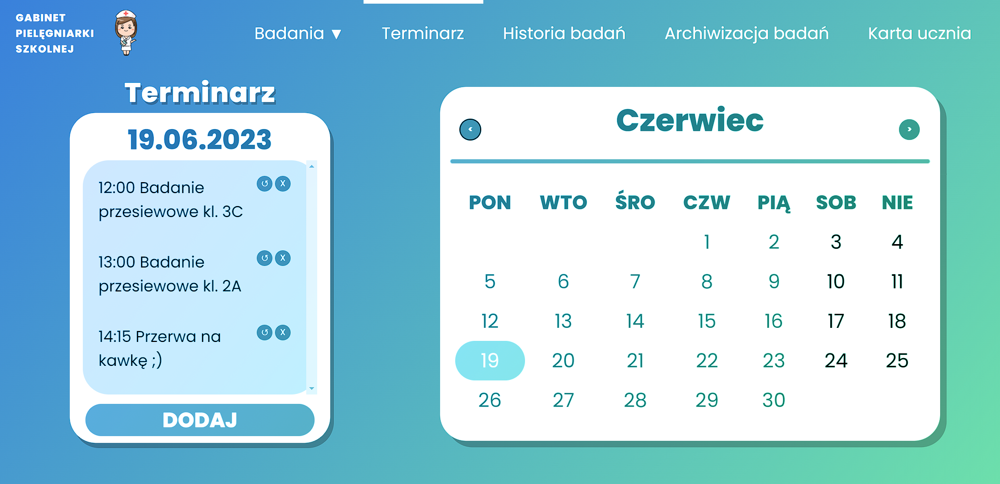 GABINET
PIELĘGNIARKI
SZKOLNEJ
Badania ▼ Terminarz Historia badań Archiwizacja badań Karta ucznia
Terminarz
19.06.2023
12:00 Badanie
przesiewowe kl. 3C
↺ X
13:00 Badanie
przesiewowe kl. 2A
↺ X
14:15 Przerwa na
kawkę ;)
↺ X
DODAJ
< Czerwiec >
PON WTO ŚRO CZW PIĄ SOB NIE
1 2 3 4
5 6 7 8 9 10 11
12 13 14 15 16 17 18
19 20 21 22 23 24 25
26 27 28 29 30